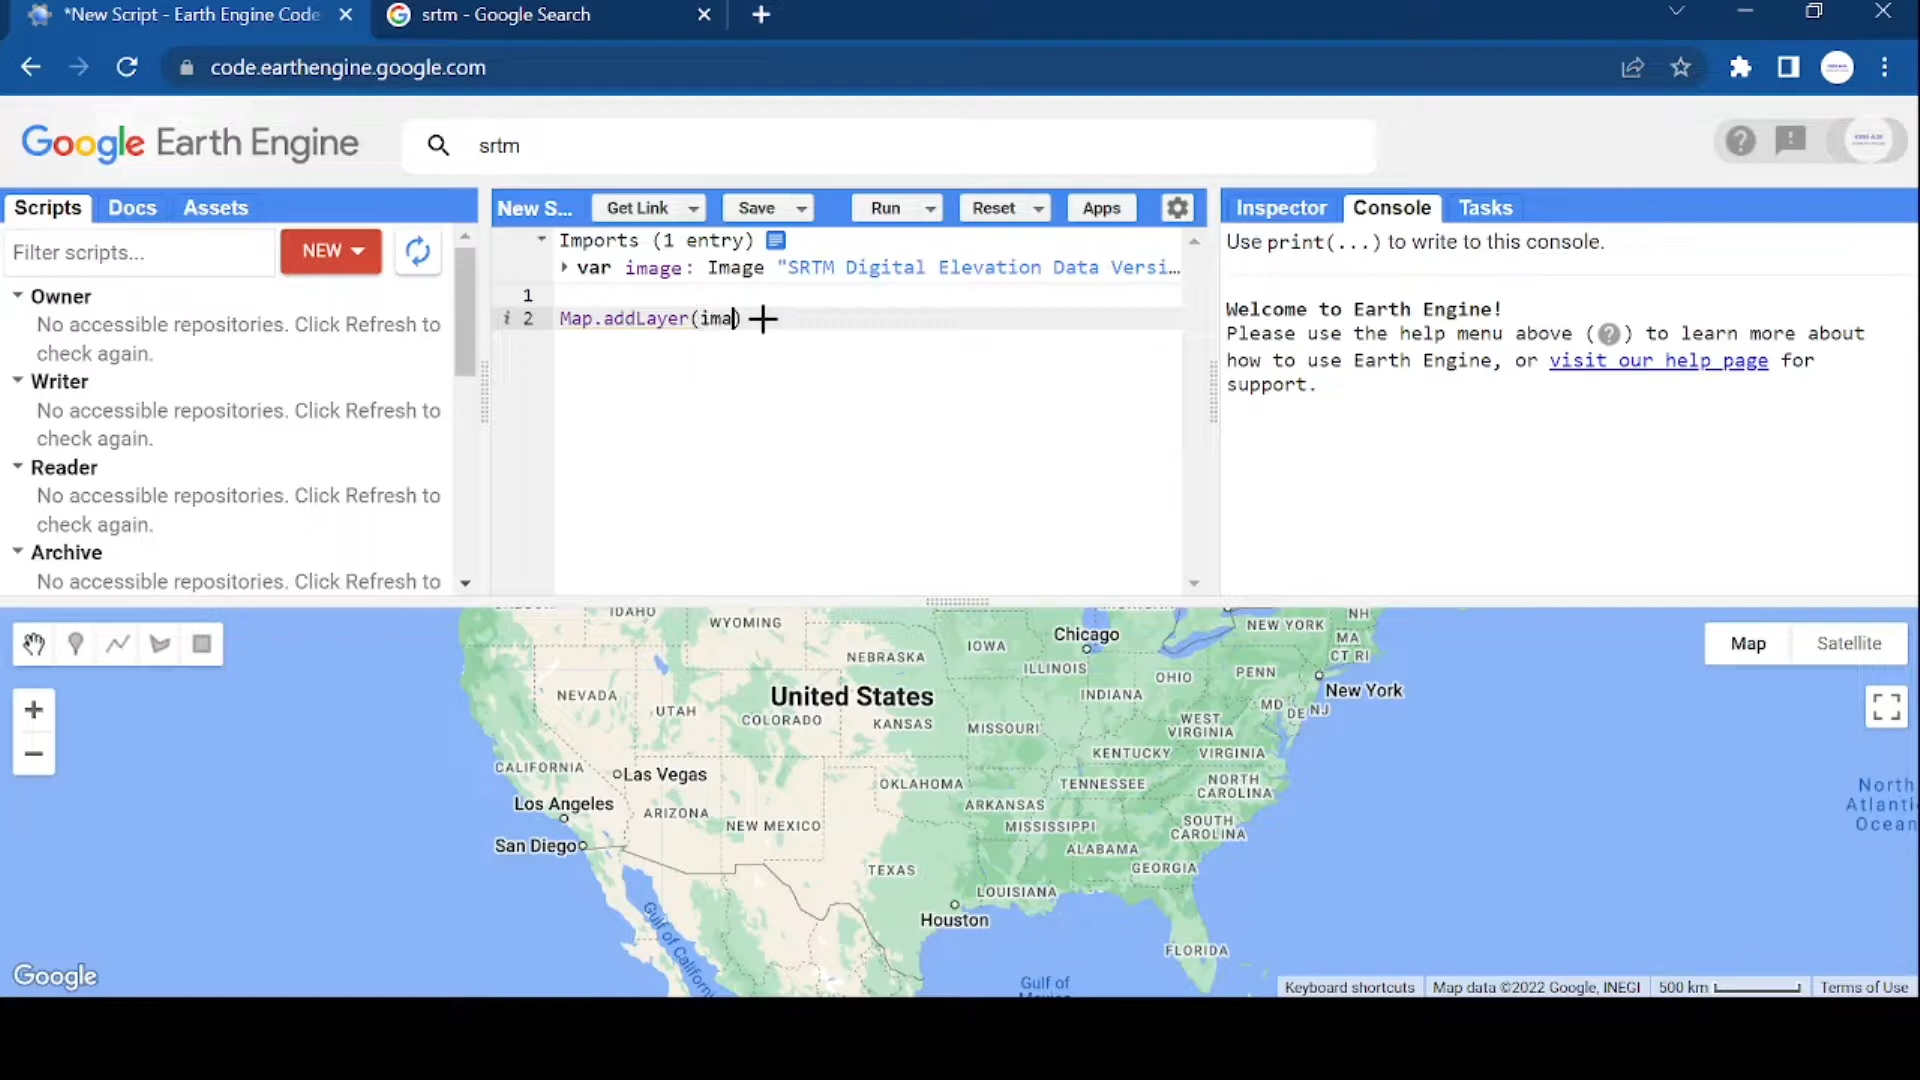 *New Script - Earth Engine Code
srtm - Google Search
code.earthengine.google.com
Google Earth Engine
srtm
Scripts Docs Assets
New S... Get Link Save Run Reset Apps
Inspector Console Tasks
Filter scripts...
NEW
Owner
No accessible repositories. Click Refresh to
check again.
Writer
No accessible repositories. Click Refresh to
check again.
Reader
No accessible repositories. Click Refresh to
check again.
Archive
No accessible repositories. Click Refresh to
Imports (1 entry)
var image: Image "SRTM Digital Elevation Data Versi...
1
i 2 Map.addLayer(ima)
Use print(...) to write to this console.
Welcome to Earth Engine!
Please use the help menu above (?) to learn more about
how to use Earth Engine, or visit our help page for
support.
Map Satellite
IDAHO
WYOMING
NEBRASKA
IOWA
Chicago
ILLINOIS
INDIANA
OHIO
PENN
NEW YORK
NH
MA
CT RI
New York
MD
DE NJ
NEVADA
UTAH
United States
COLORADO
KANSAS
MISSOURI
WEST
VIRGINIA
KENTUCKY
VIRGINIA
CALIFORNIA
Las Vegas
OKLAHOMA
TENNESSEE
NORTH
CAROLINA
Los Angeles
ARIZONA
NEW MEXICO
ARKANSAS
MISSISSIPPI
SOUTH
CAROLINA
San Diego
ALABAMA
TEXAS
GEORGIA
LOUISIANA
Houston
FLORIDA
Gulf of California
Gulf of
North
Atlanti
Ocean
Google
Keyboard shortcuts
Map data ©2022 Google, INEGI
500 km
Terms of Use